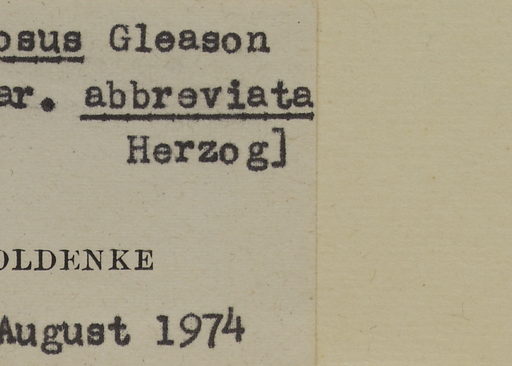 osus Gleason
ar. abbreviata
Herzog]
OLDENKE
August 1974